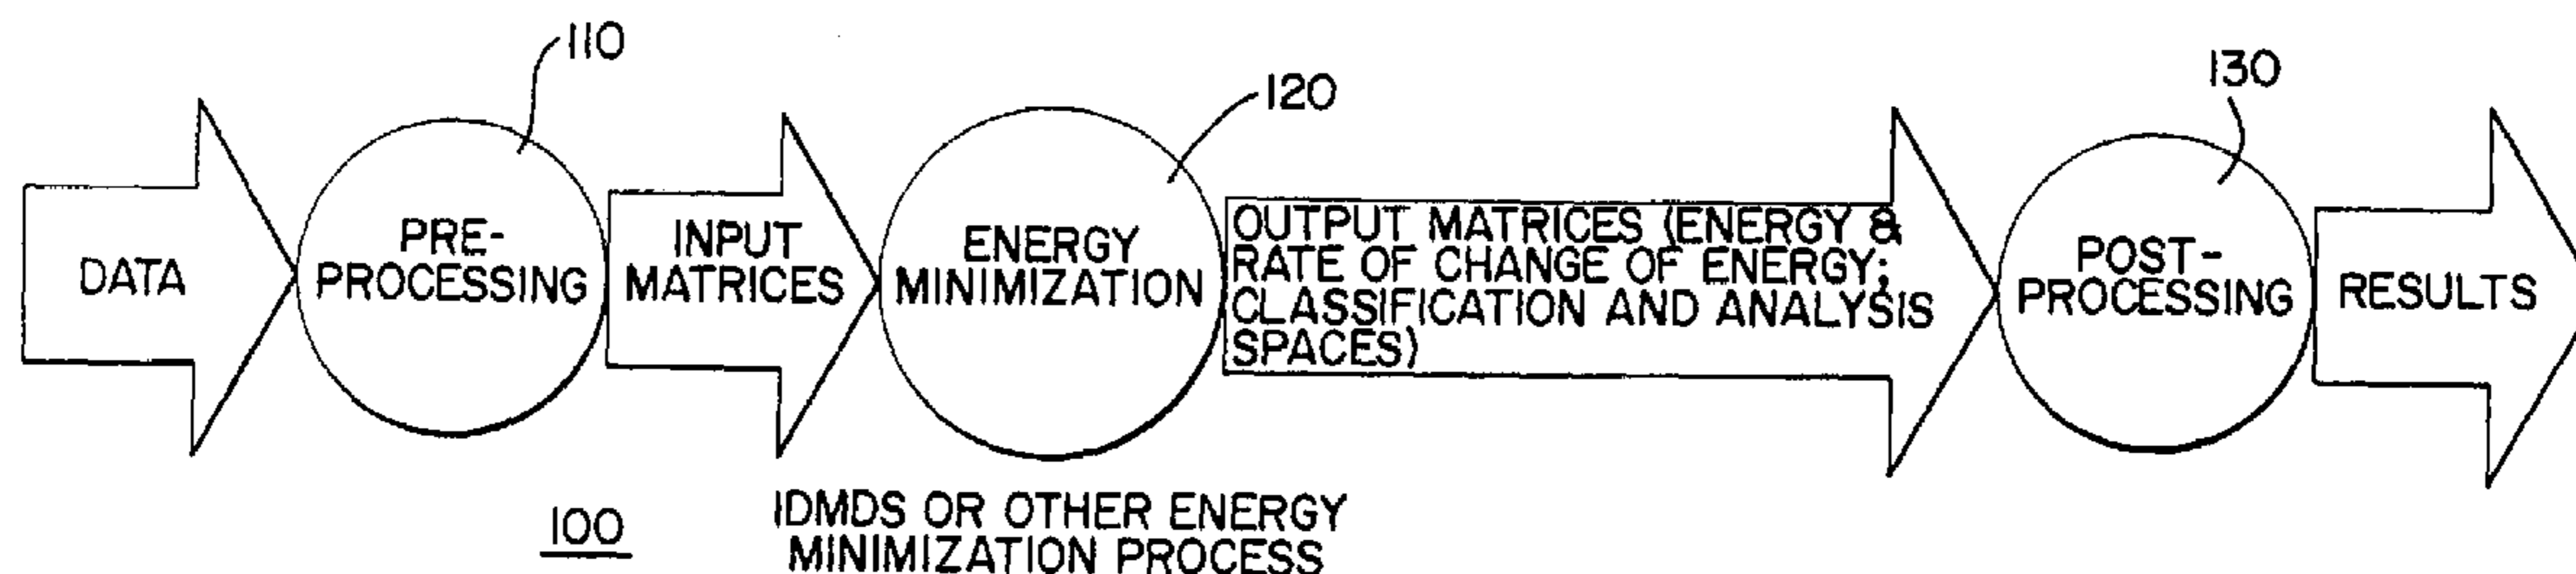 110
120
130
DATA
PRE-
PROCESSING
INPUT
MATRICES
ENERGY
MINIMIZATION
OUTPUT MATRICES (ENERGY &
RATE OF CHANGE OF ENERGY;
CLASSIFICATION AND ANALYSIS
SPACES)
POST-
PROCESSING
RESULTS
100
IDMDS OR OTHER ENERGY
MINIMIZATION PROCESS